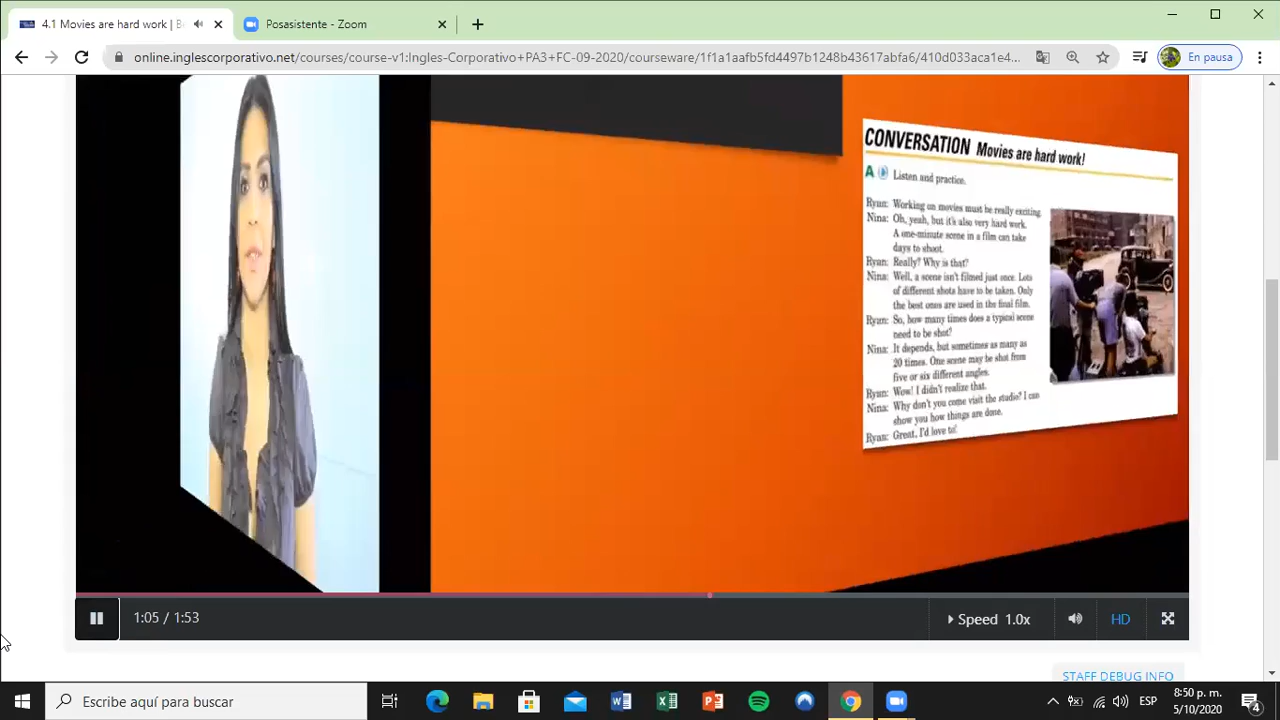 4.1 Movies are hard work | B
Posasistente - Zoom
online.inglescorporativo.net/courses/course-v1:Ingles-Corporativo+PA3+FC-09-2020/courseware/1f1a1aafb5fd4497b1248b43617abfa6/410d033aca1e4...
En pausa
CONVERSATION Movies are hard work!
A Listen and practice.
Ryan: Working on movies must be really exciting.
Nina: Oh, yeah, but it's also very hard work.
A one-minute scene in a film can take
days to shoot.
Ryan: Really? Why is that?
Nina: Well, a scene isn't filmed just once. Lots
of different shots have to be taken. Only
the best ones are used in the final film.
Ryan: So, how many times does a typical scene
need to be shot?
Nina: It depends, but sometimes as many as
20 times. One scene may be shot from
five or six different angles.
Ryan: Wow! I didn't realize that.
Nina: Why don't you come visit the studio? I can
show you how things are done.
Ryan: Great, I'd love to!
1:05 / 1:53
Speed 1.0x
HD
STAFF DEBUG INFO
Escribe aquí para buscar
ESP
8:50 p. m.
5/10/2020
4